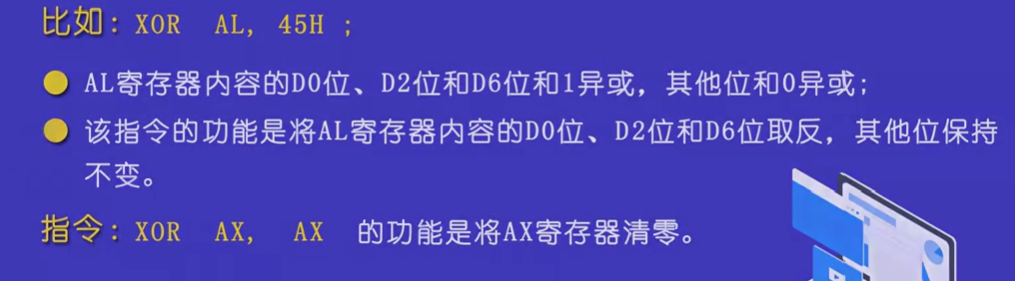 比如：XOR AL, 45H ;
AL寄存器内容的D0位、D2位和D6位和1异或，其他位和0异或；
该指令的功能是将AL寄存器内容的D0位、D2位和D6位取反，其他位保持
不变。
指令：XOR AX, AX 的功能是将AX寄存器清零。